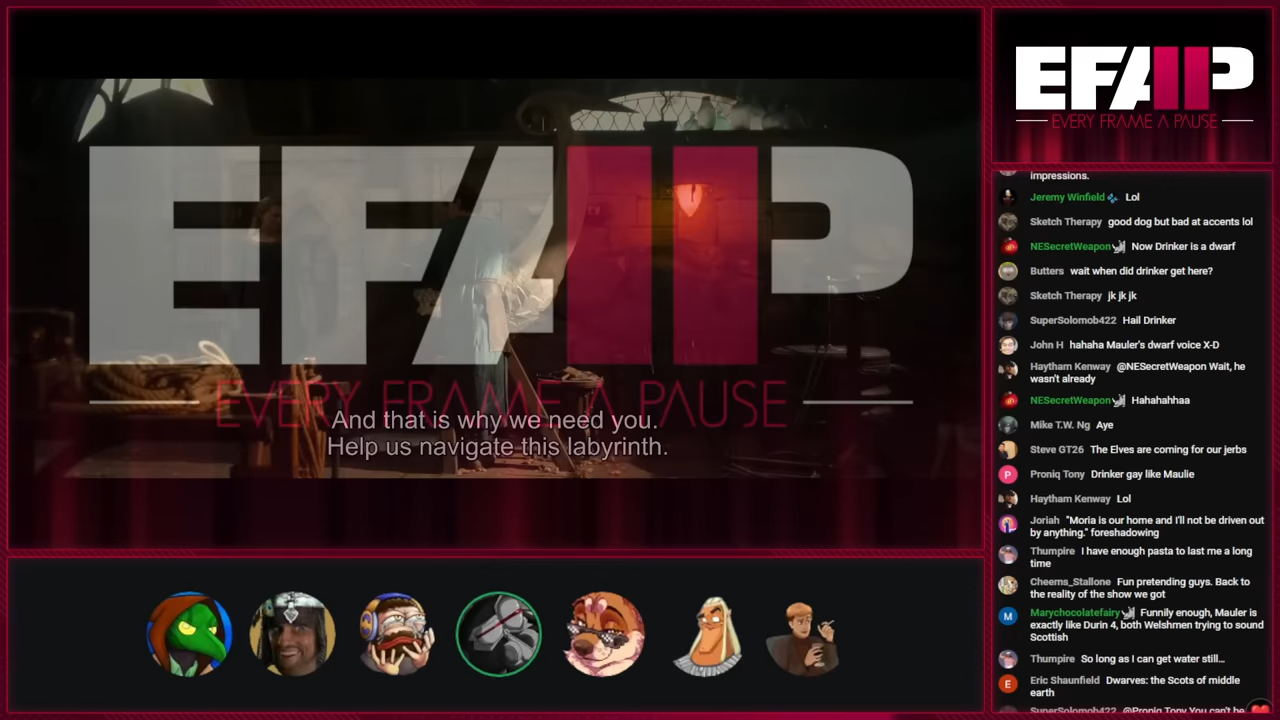 EFAP
EVERY FRAME A PAUSE
And that is why we need you.
Help us navigate this labyrinth.
EFAP
EVERY FRAME A PAUSE
impressions.
Jeremy Winfield Lol
Sketch Therapy good dog but bad at accents lol
NESecretWeapon Now Drinker is a dwarf
Butters wait when did drinker get here?
Sketch Therapy jk jk jk
SuperSolomob422 Hail Drinker
John H hahaha Mauler's dwarf voice X-D
Haytham Kenway @NESecretWeapon Wait, he
wasn't already
NESecretWeapon Hahahahhaa
Mike T.W. Ng Aye
Steve GT26 The Elves are coming for our jerbs
P Proniq Tony Drinker gay like Maulie
Haytham Kenway Lol
Joriah "Moria is our home and I'll not be driven out
by anything." foreshadowing
Thumpire I have enough pasta to last me a long
time
Cheems_Stallone Fun pretending guys. Back to
the reality of the show we got
M Marychocolatefairy Funnily enough, Mauler is
exactly like Durin 4, both Welshmen trying to sound
Scottish
Thumpire So long as I can get water still...
E Eric Shaunfield Dwarves: the Scots of middle
earth
SuperSolomob422 @Proniq Tony You can't be